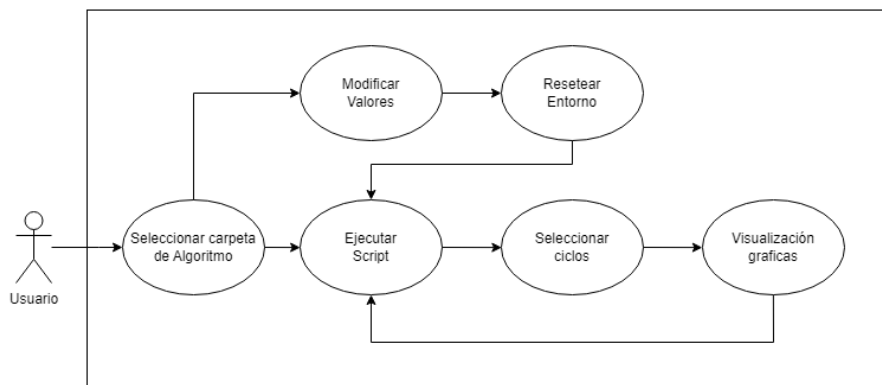 Modificar
Valores
Resetear
Entorno
Usuario
Seleccionar carpeta
de Algoritmo
Ejecutar
Script
Seleccionar
ciclos
Visualización
graficas